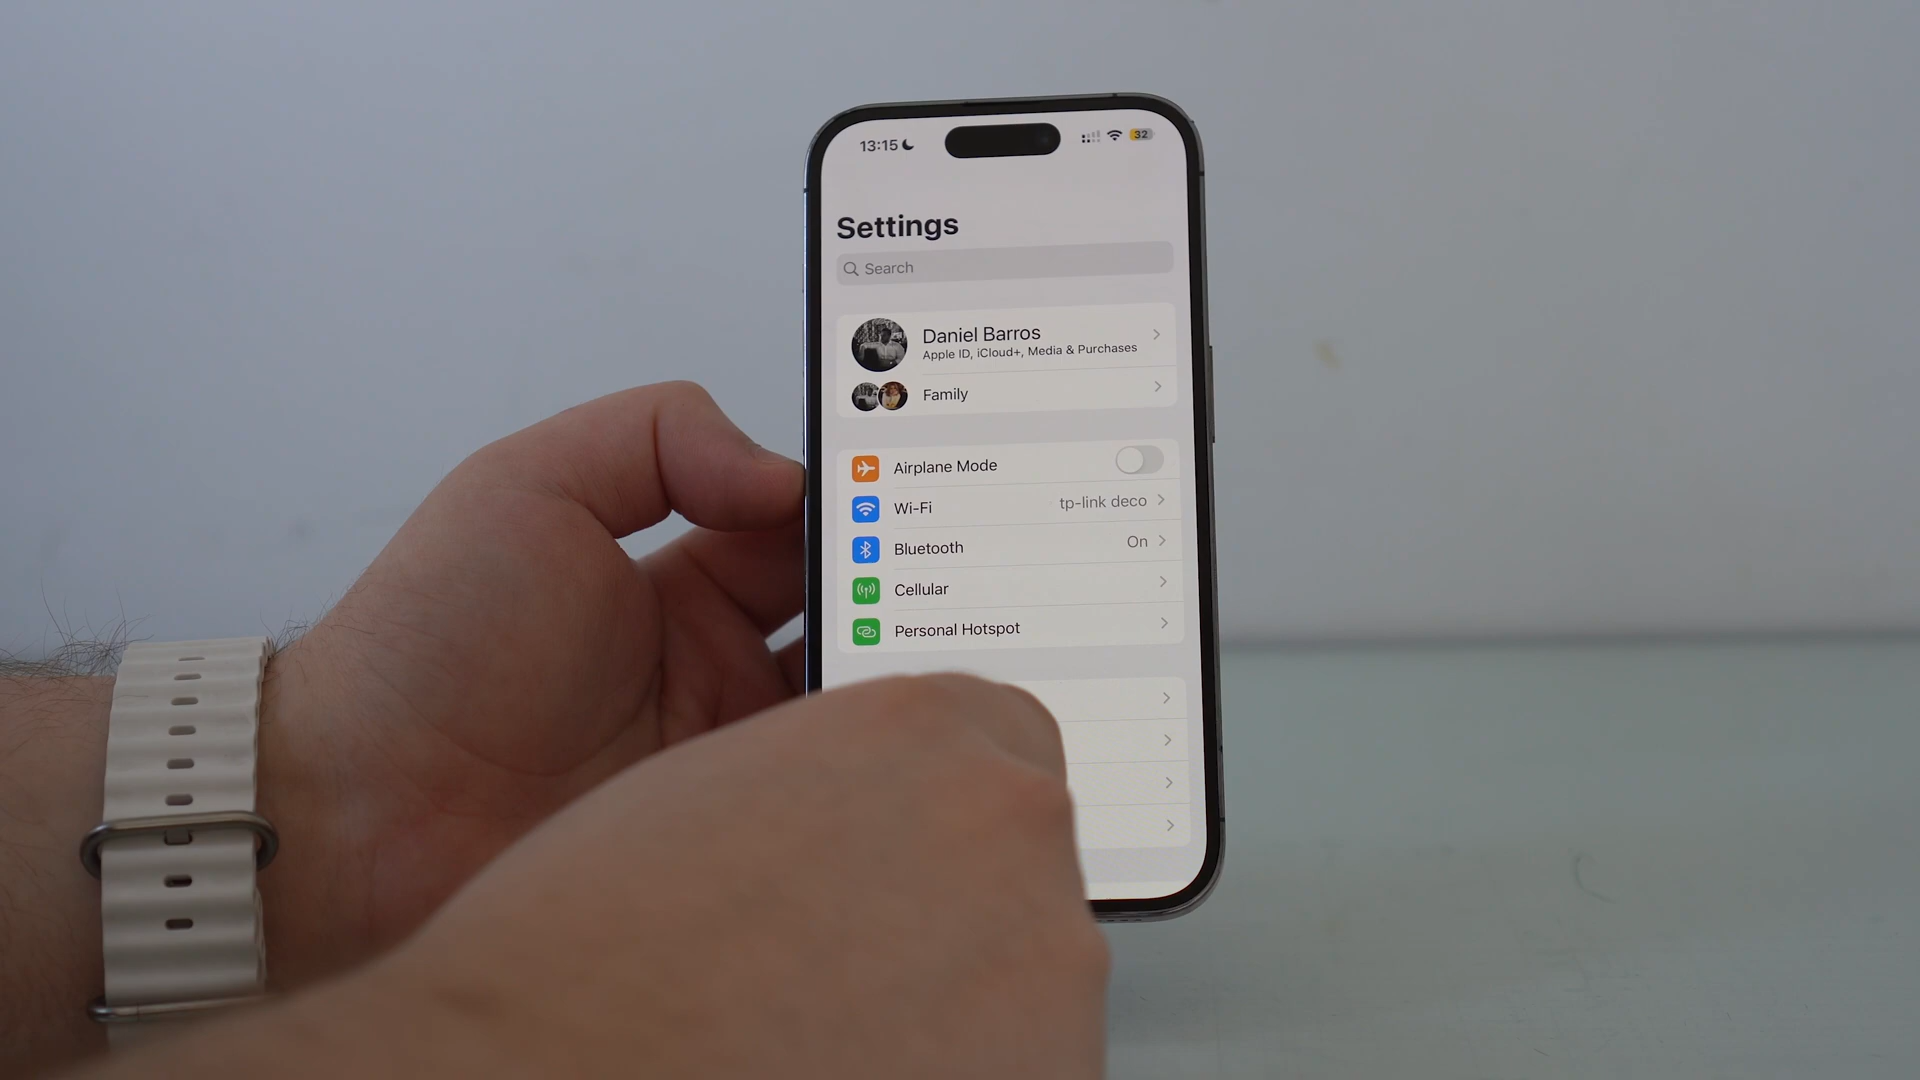 13:15
32
Settings
Search
Daniel Barros
Apple ID, iCloud+, Media & Purchases
Family
Airplane Mode
Wi-Fi tp-link deco
Bluetooth On
Cellular
Personal Hotspot